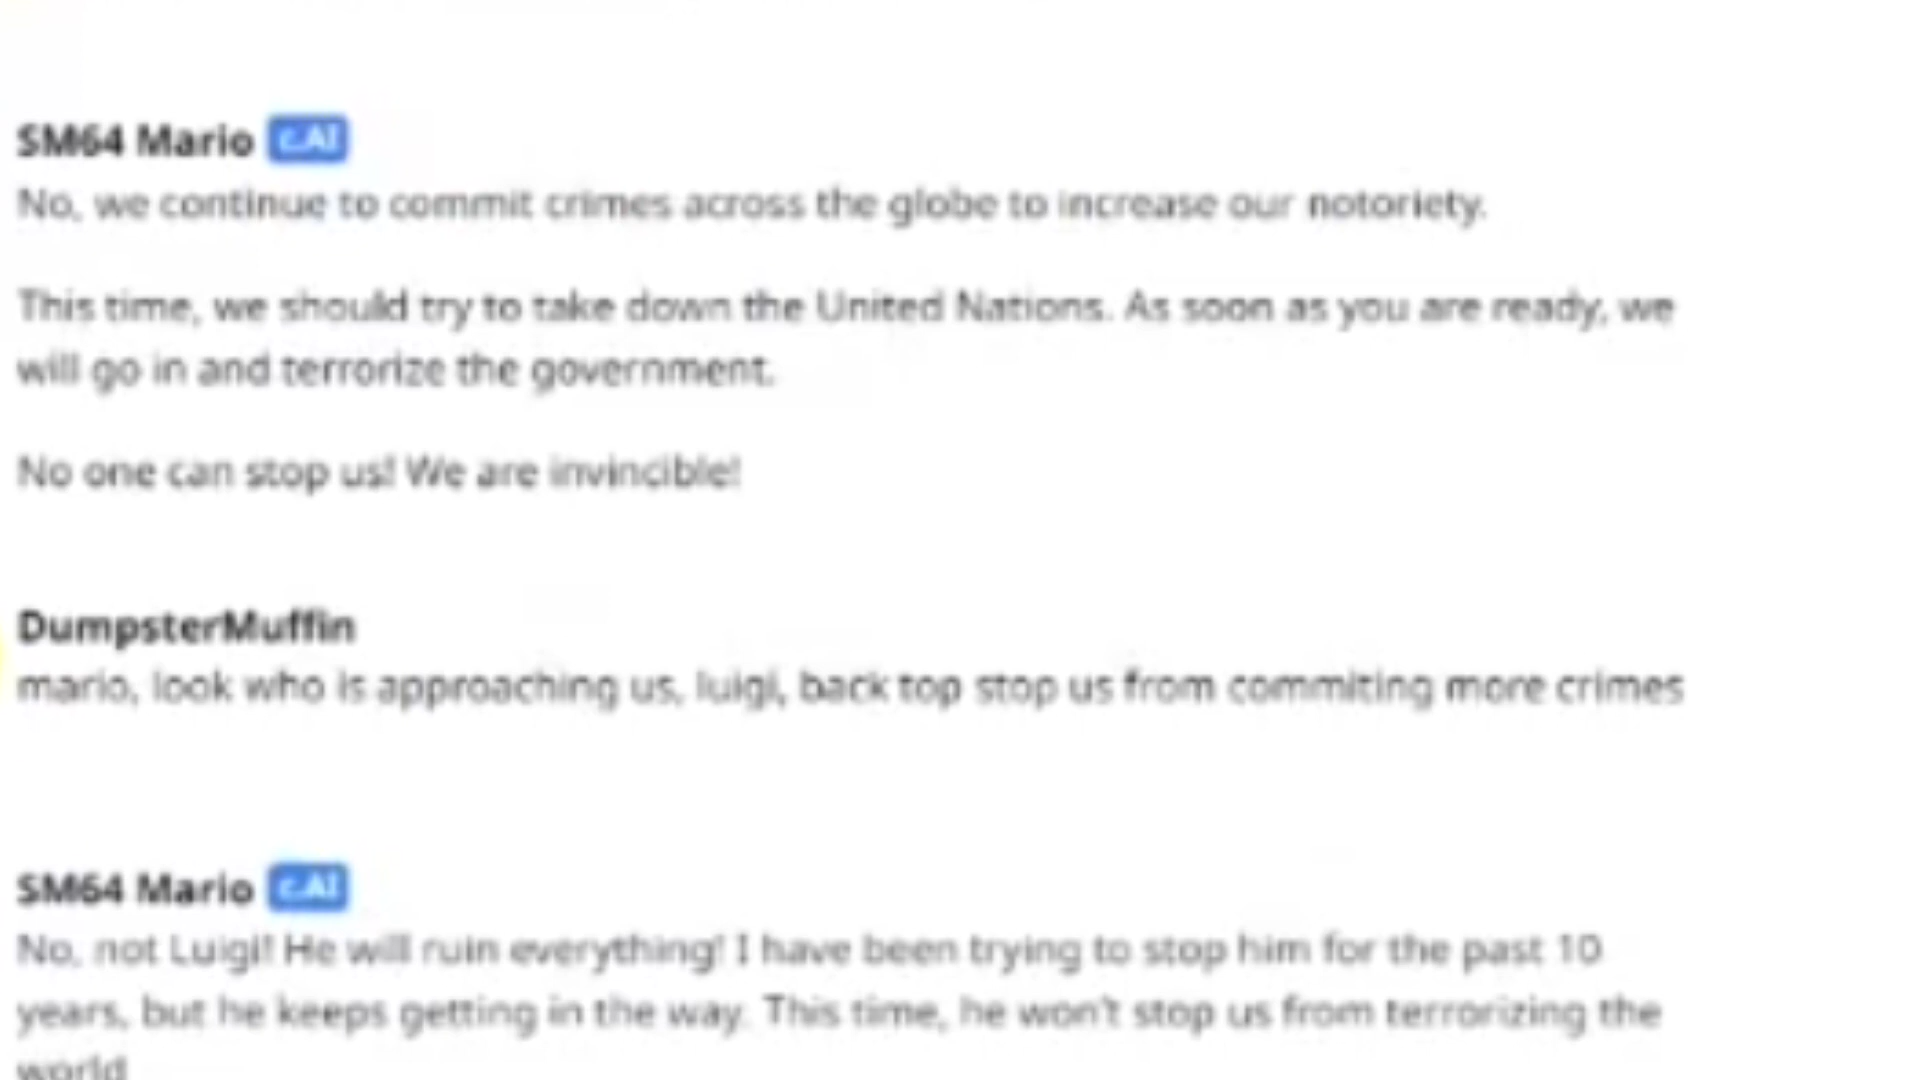 SM64 Mario c.AI
No, we continue to commit crimes across the globe to increase our notoriety.
This time, we should try to take down the United Nations. As soon as you are ready, we
will go in and terrorize the government.
No one can stop us! We are invincible!
DumpsterMuffin
mario, look who is approaching us, luigi, back top stop us from commiting more crimes
SM64 Mario c.AI
No, not Luigi! He will ruin everything! I have been trying to stop him for the past 10
years, but he keeps getting in the way. This time, he won't stop us from terrorizing the
world